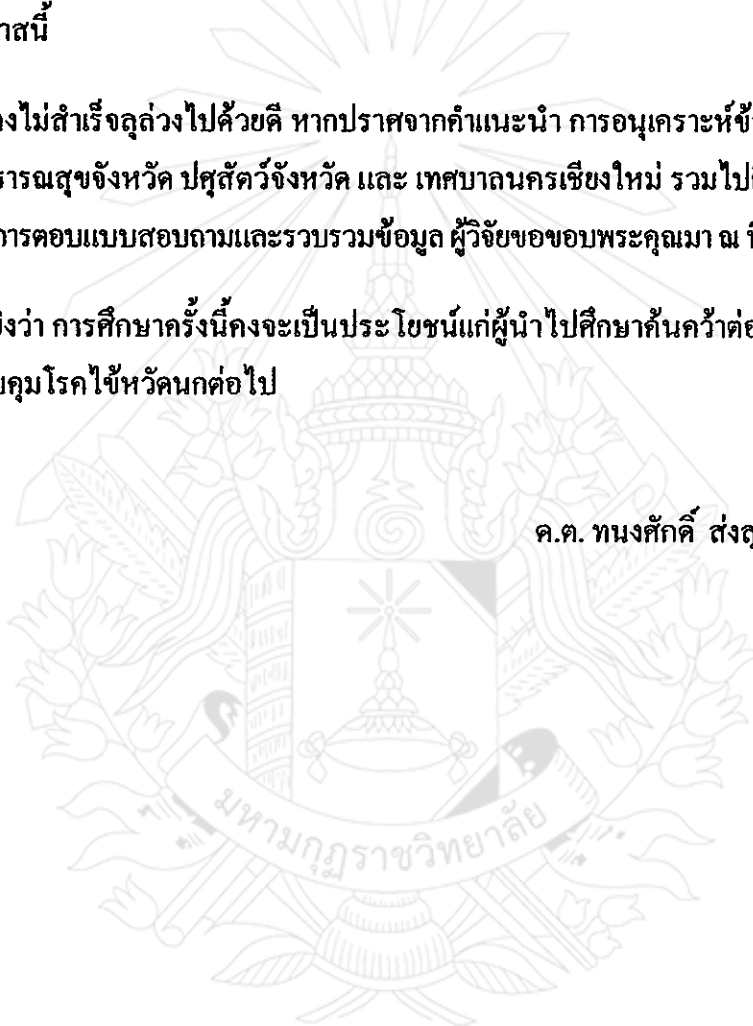 าสนี้
งไม่สำเร็จลุล่วงไปด้วยดี หากปราศจากคำแนะนำ การอนุเคราะห์ข้
ารณสุขจังหวัด ปศุสัตว์จังหวัด และ เทศบาลนครเชียงใหม่ รวมไป
การตอบแบบสอบถามและรวบรวมข้อมูล ผู้วิจัยขอขอบพระคุณมา ณ
ยิ่งว่า การศึกษาครั้งนี้คงจะเป็นประโยชน์แก่ผู้นำไปศึกษาค้นคว้าต่อ
บคุมโรคไข้หวัดนกต่อไป
ค.ต. ทนงศักดิ์ ส่งสุ
มหามกุฏราชวิทยาลัย